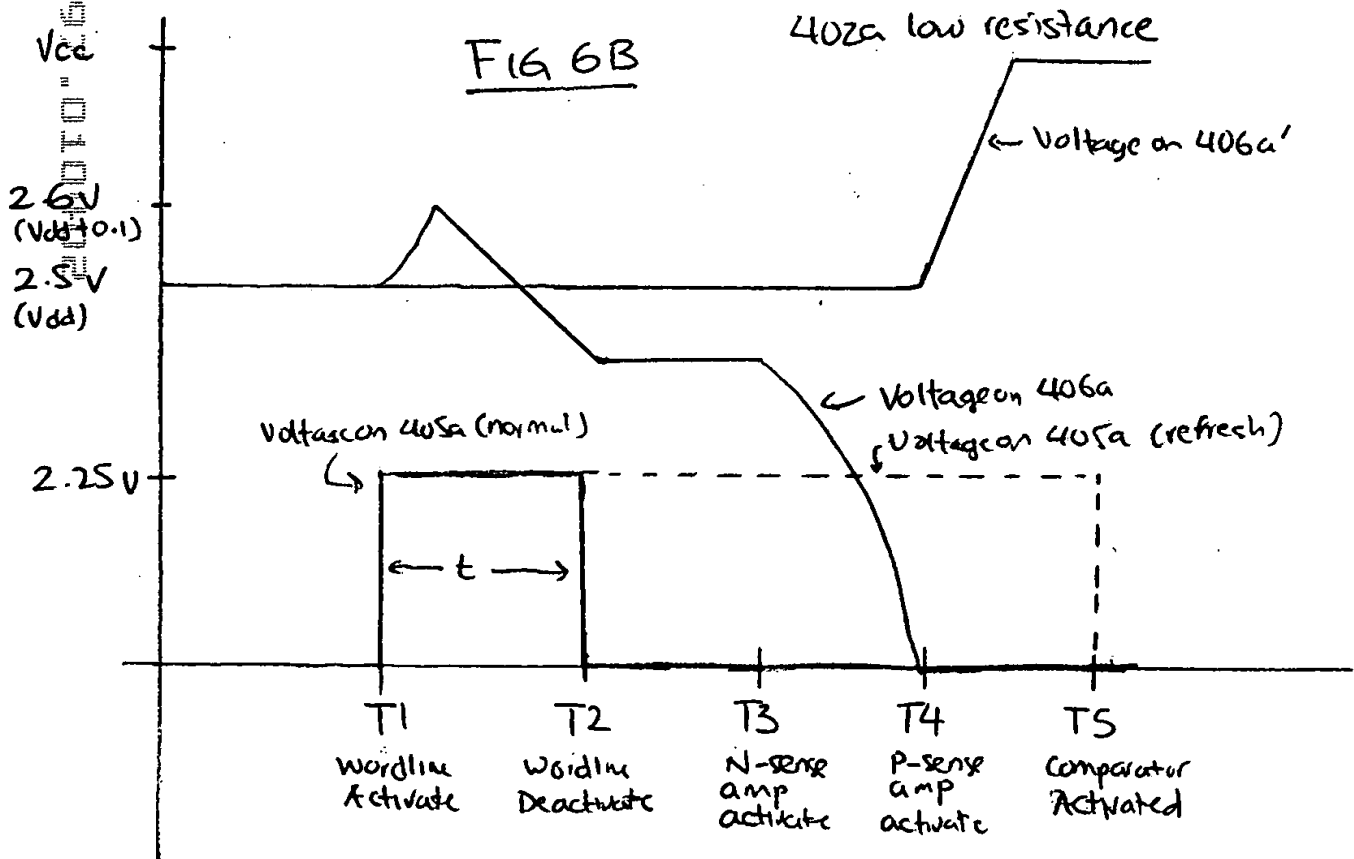 402a low resistance
Vcc
FIG 6B
← Voltage on 406a'
2.6V
(Vdd+0.1)
2.5V
(Vdd)
Voltage on 406a
Voltage on 405a (refresh)
Voltage on 405a (normal)
2.25V
← t →
T1 T2 T3 T4 T5
Wordline Wordline N-sense P-sense Comparator
Activate Deactivate amp amp Activated
activate activate